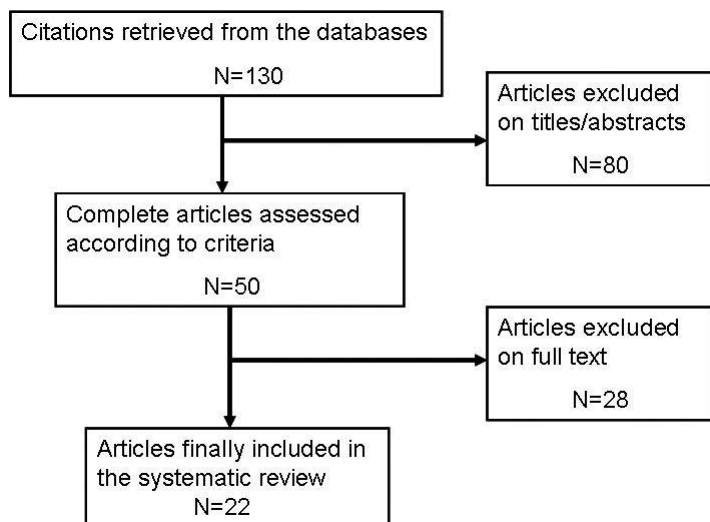 Citations retrieved from the databases
N=130
Articles excluded
on titles/abstracts
N=80
Complete articles assessed
according to criteria
N=50
Articles excluded
on full text
N=28
Articles finally included in
the systematic review
N=22